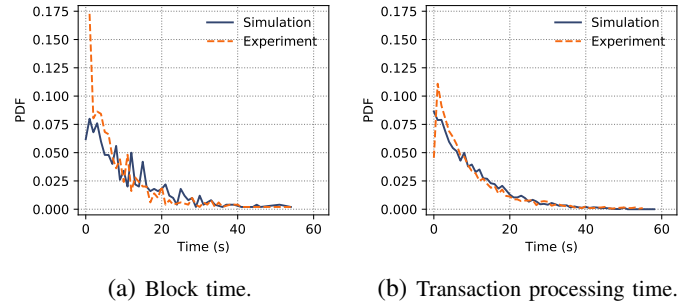 0.175
0.150
0.125
0.100
0.075
0.050
0.025
0.000
PDF
Simulation
Experiment
0 20 40 60
Time (s)
(a) Block time.
0.175
0.150
0.125
0.100
0.075
0.050
0.025
0.000
PDF
Simulation
Experiment
0 20 40 60
Time (s)
(b) Transaction processing time.